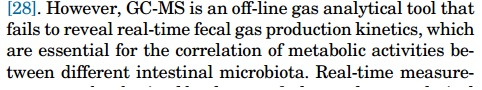 [28]. However, GC-MS is an off-line gas analytical tool that
fails to reveal real-time fecal gas production kinetics, which
are essential for the correlation of metabolic activities be-
tween different intestinal microbiota. Real-time measure-